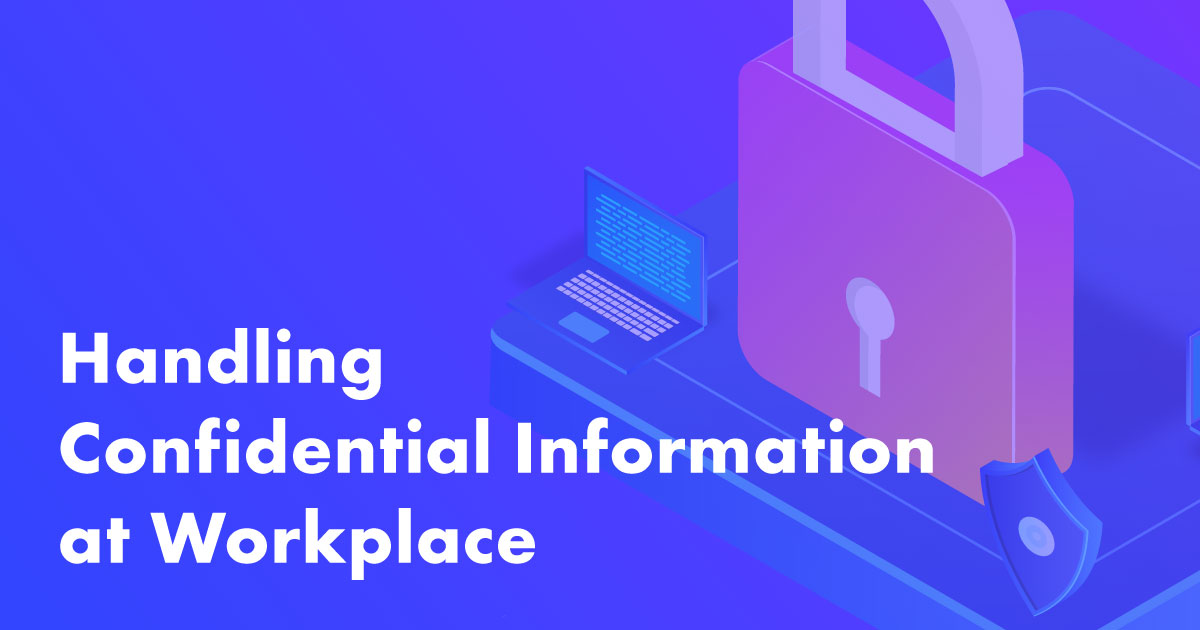 Handling
Confidential Information
at Workplace